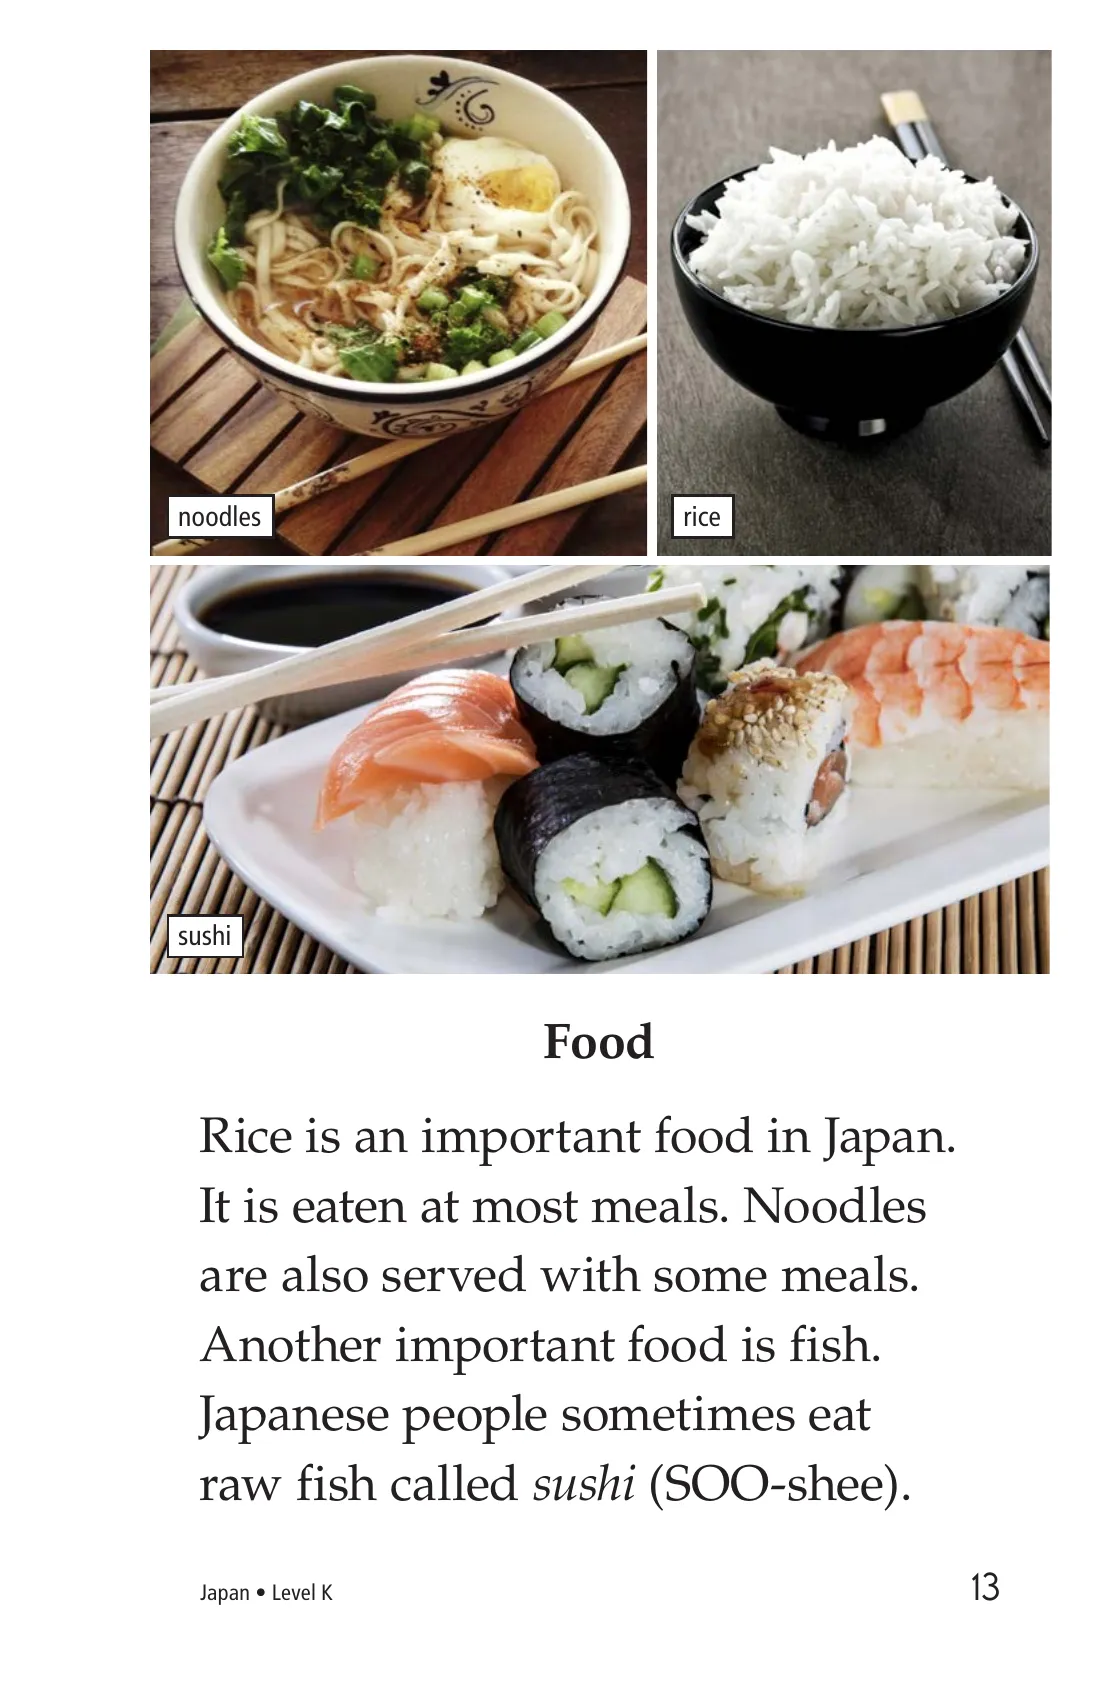 noodles
rice
sushi
Food
Rice is an important food in Japan.
It is eaten at most meals. Noodles
are also served with some meals.
Another important food is fish.
Japanese people sometimes eat
raw fish called sushi (SOO-shee).
Japan • Level K
13